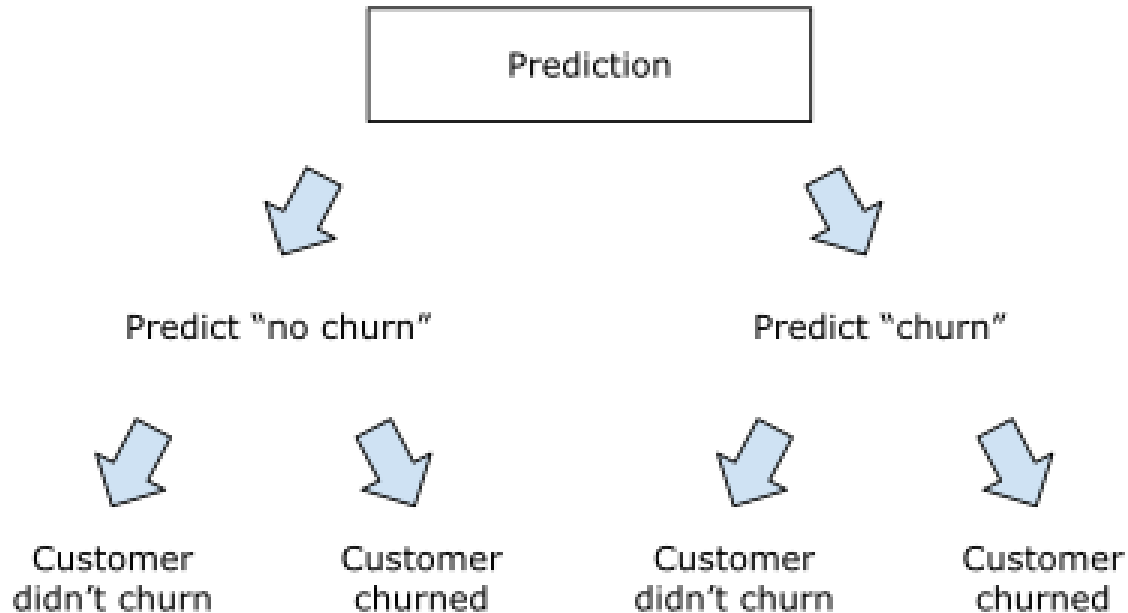 Prediction
Predict “no churn”
Predict “churn”
Customer
didn’t churn
Customer
churned
Customer
didn’t churn
Customer
churned